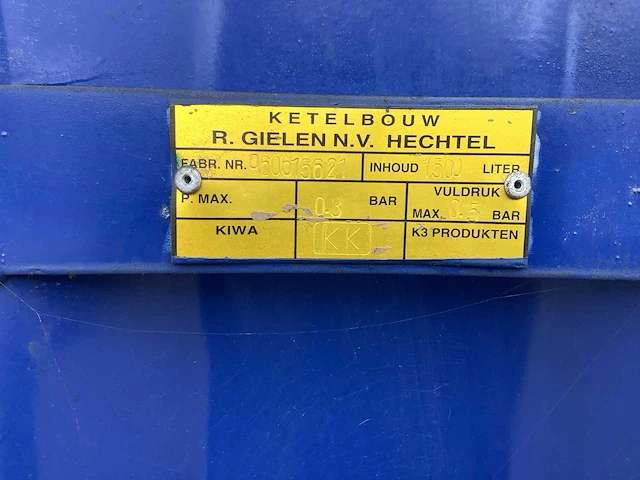 KETELBOUW
R. GIELEN N.V. HECHTEL
FABR. NR. 960615621 INHOUD 1500 LITER
P. MAX. 0.3 BAR VULDRUK
MAX. 0.5 BAR
KIWA KK K3 PRODUKTEN